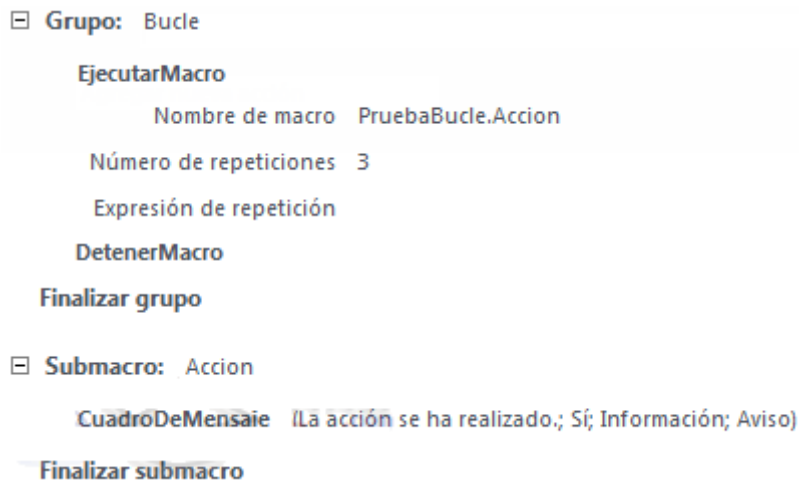 Grupo: Bucle
EjecutarMacro
Nombre de macro PruebaBucle.Accion
Número de repeticiones 3
Expresión de repetición
DetenerMacro
Finalizar grupo
Submacro: Accion
CuadroDeMensaje (La acción se ha realizado.; Sí; Información; Aviso)
Finalizar submacro